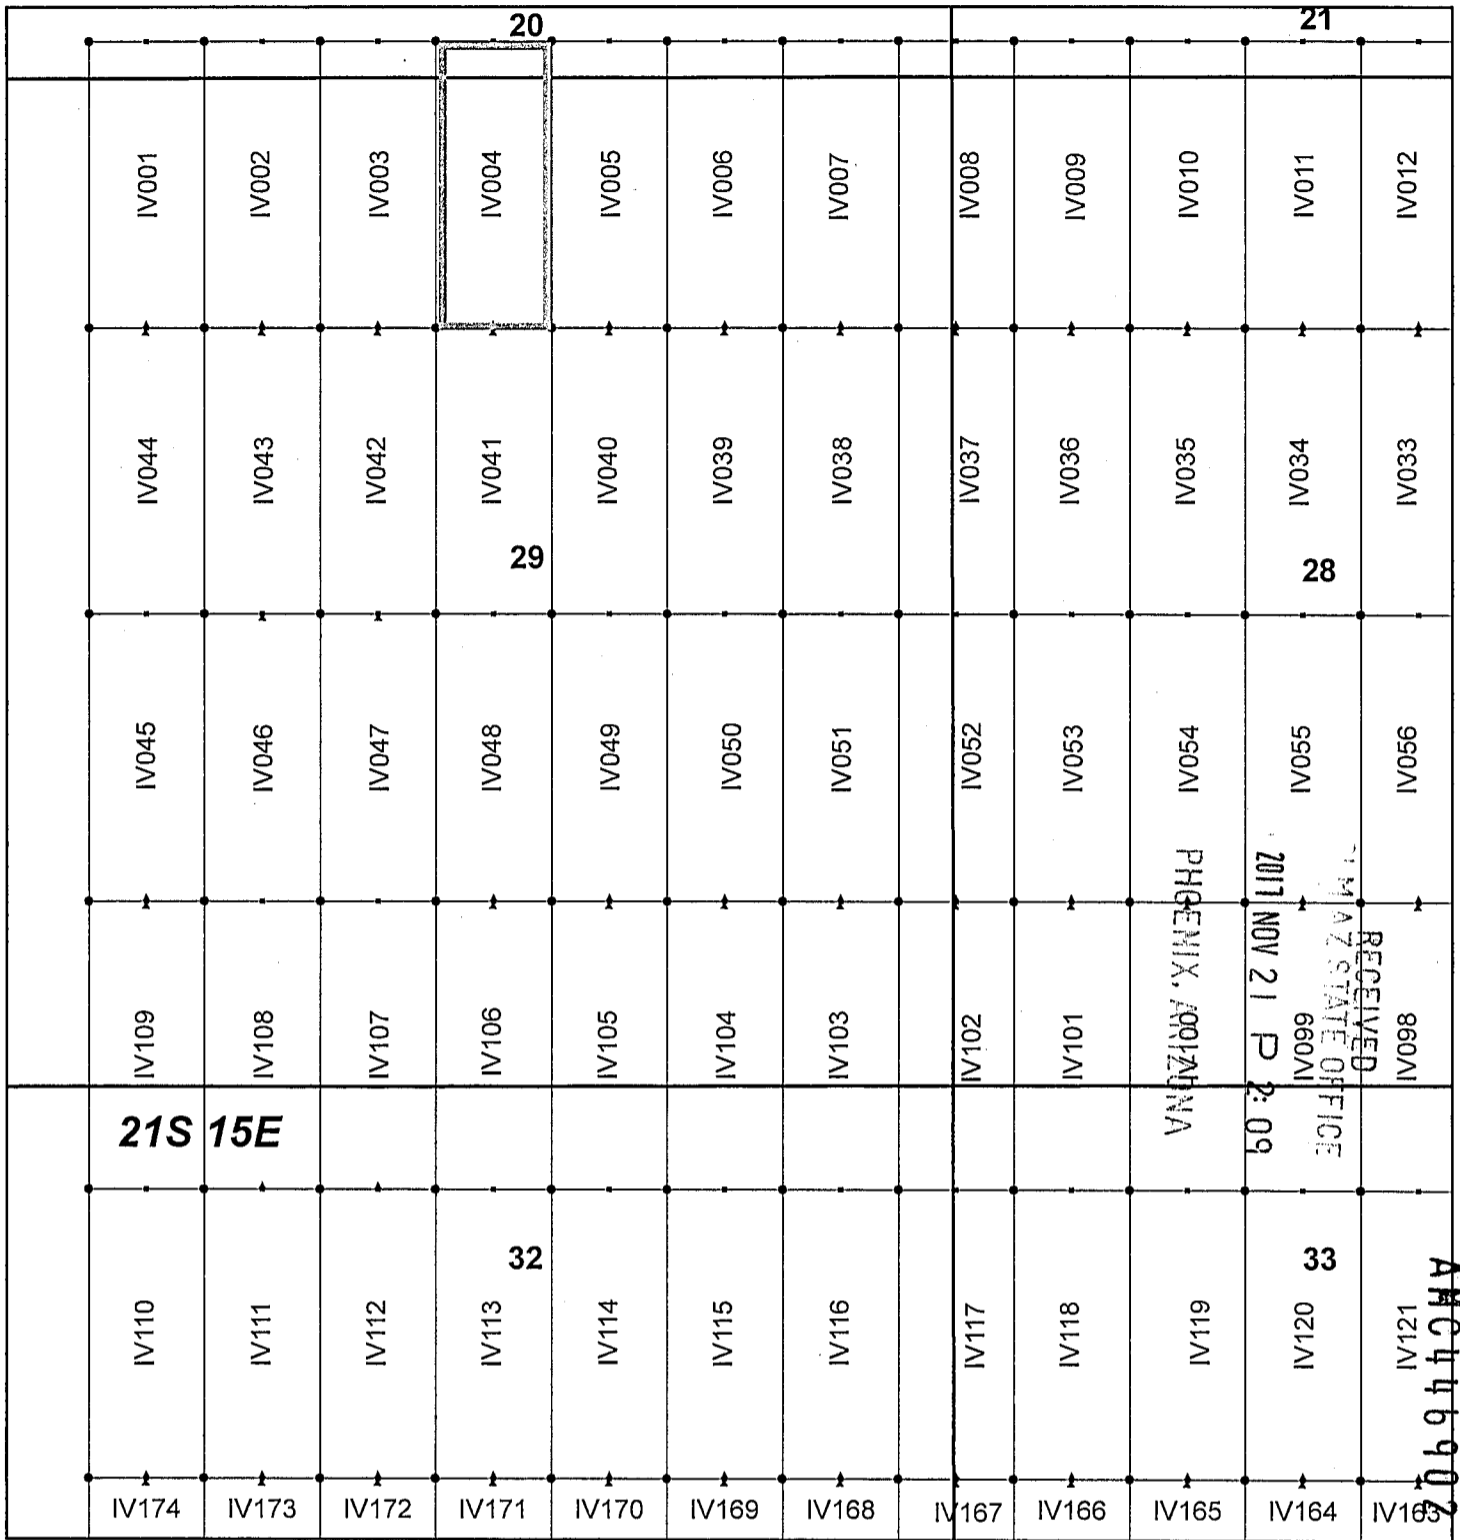 20 21
IV001 IV002 IV003 IV004 IV005 IV006 IV007 IV008 IV009 IV010 IV011 IV012
IV044 IV043 IV042 IV041 IV040 IV039 IV038 IV037 IV036 IV035 IV034 IV033
29 28
IV045 IV046 IV047 IV048 IV049 IV050 IV051 IV052 IV053 IV054 IV055 IV056
RECEIVED
AZ STATE OFFICE
2017 NOV 21 P 2:09
PHOENIX, ARIZONA
IV109 IV108 IV107 IV106 IV105 IV104 IV103 IV102 IV101 IV099 IV098
21S 15E
32 33
IV110 IV111 IV112 IV113 IV114 IV115 IV116 IV117 IV118 IV119 IV120 IV121
AMC446902
IV174 IV173 IV172 IV171 IV170 IV169 IV168 IV167 IV166 IV165 IV164 IV163